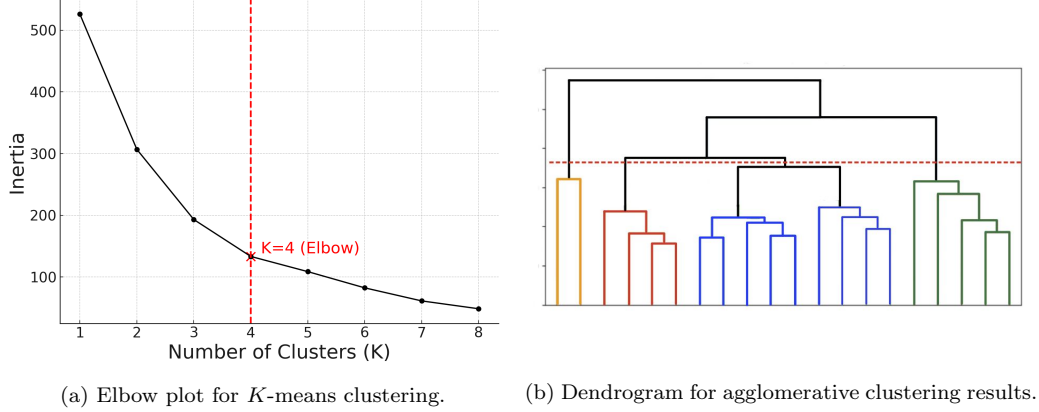 500
400
300
200
100
Inertia
K=4 (Elbow)
1 2 3 4 5 6 7 8
Number of Clusters (K)
(a) Elbow plot for K-means clustering.
(b) Dendrogram for agglomerative clustering results.